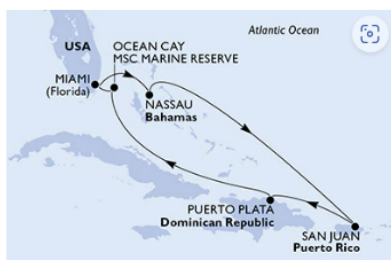 Atlantic Ocean
USA
OCEAN CAY
MSC MARINE RESERVE
MIAMI
(Florida)
NASSAU
Bahamas
PUERTO PLATA
Dominican Republic
SAN JUAN
Puerto Rico